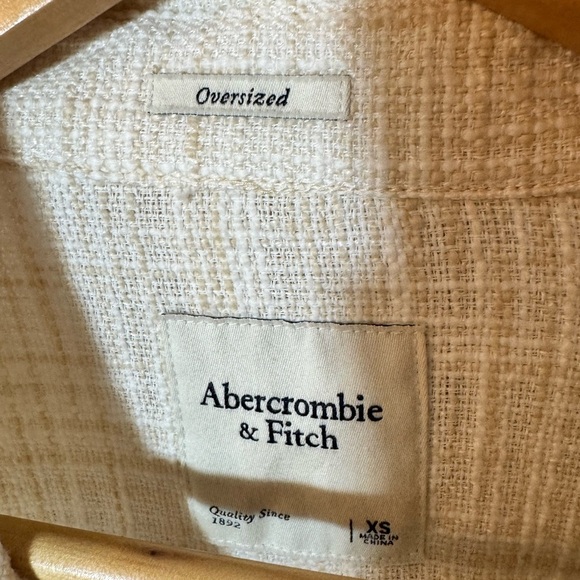 Oversized
Abercrombie
& Fitch
Quality Since
1892
XS
MADE IN
CHINA